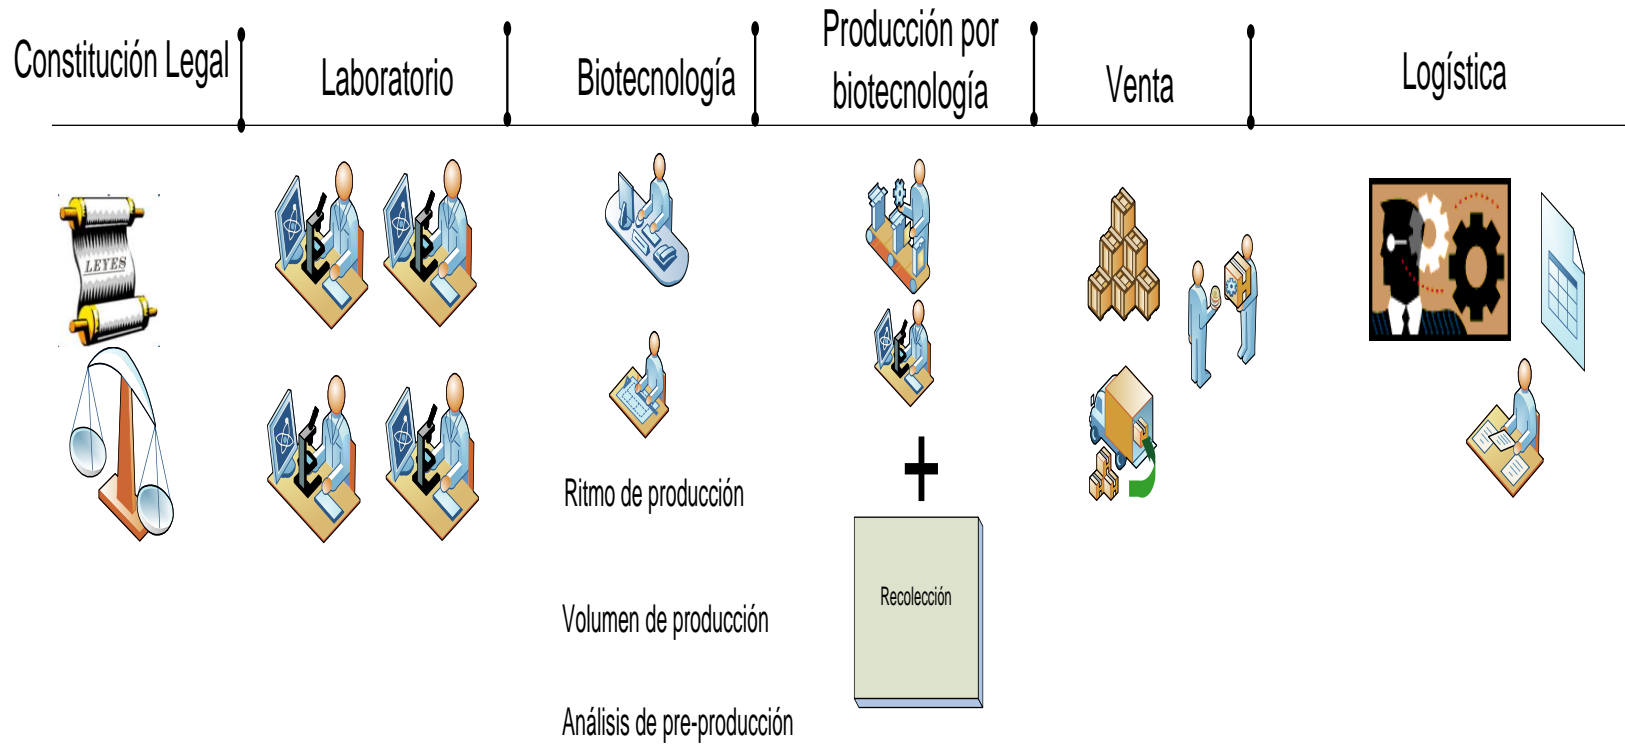 Constitución Legal
Laboratorio
Biotecnología
Producción por
biotecnología
Venta
Logística
LEYES
Ritmo de producción
Volumen de producción
Análisis de pre-producción
Recolección